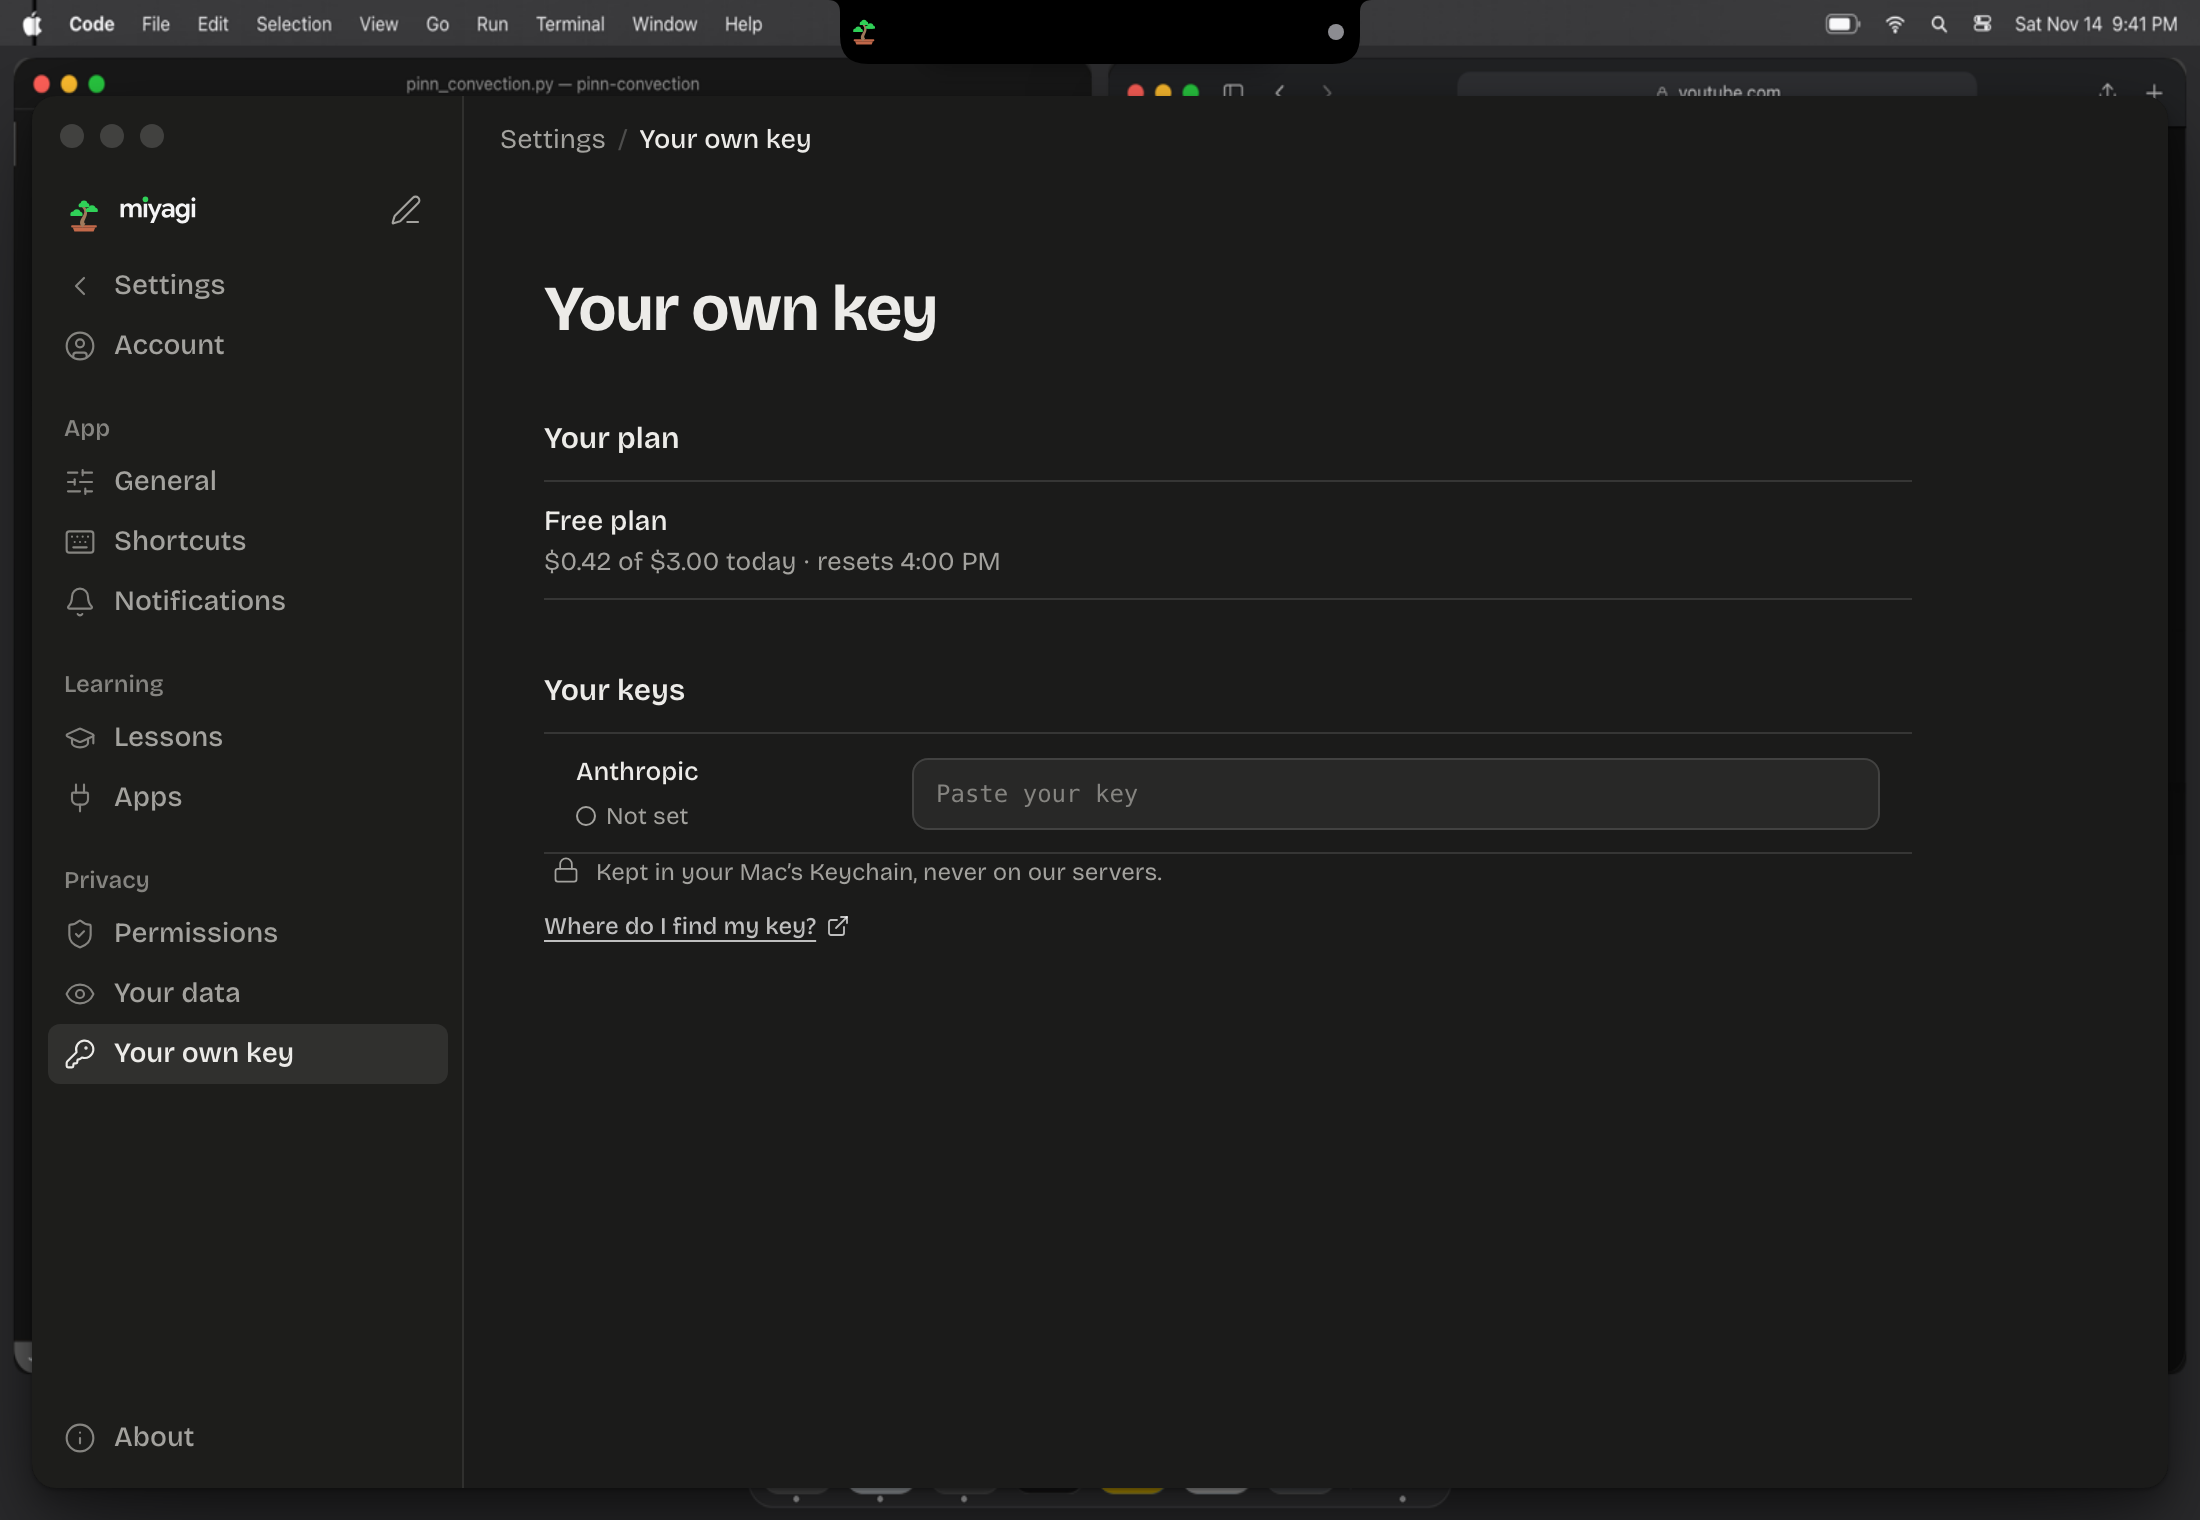 Code File Edit Selection View Go Run Terminal Window Help
Sat Nov 14 9:41 PM
pinn_convection.py — pinn-convection
youtube.com
miyagi
Settings
Account
App
General
Shortcuts
Notifications
Learning
Lessons
Apps
Privacy
Permissions
Your data
Your own key
About
Settings / Your own key
Your own key
Your plan
Free plan
$0.42 of $3.00 today · resets 4:00 PM
Your keys
Anthropic
Not set
Paste your key
Kept in your Mac’s Keychain, never on our servers.
Where do I find my key?